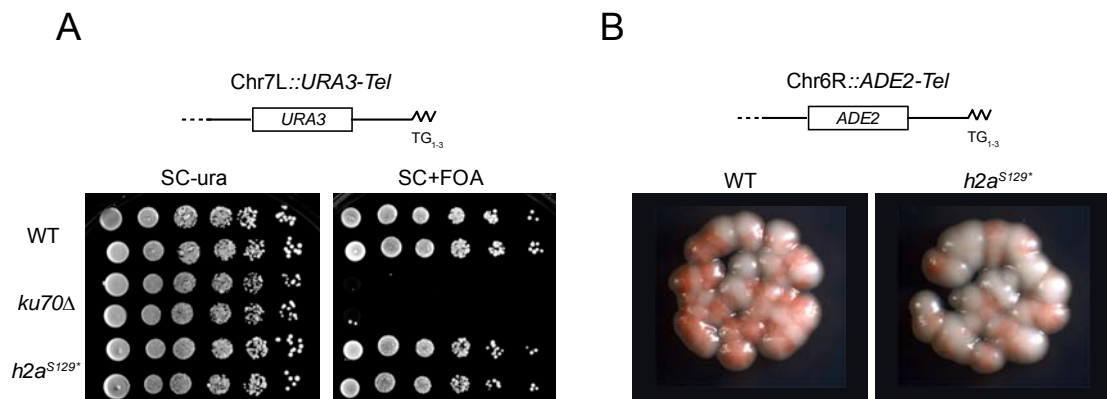 A
Chr7L::URA3-Tel
URA3
TG1-3
SC-ura
SC+FOA
WT
ku70Δ
h2aS129*
B
Chr6R::ADE2-Tel
ADE2
TG1-3
WT
h2aS129*